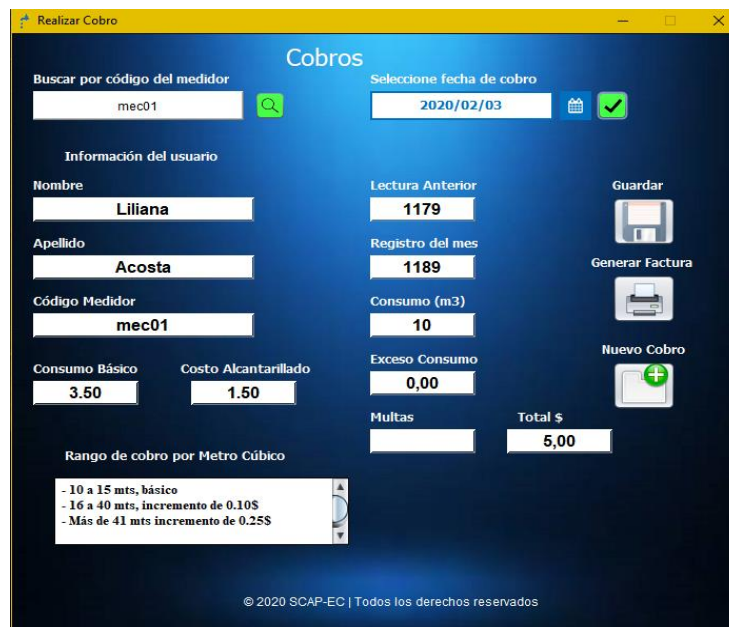 Realizar Cobro
Cobros
Buscar por código del medidor
mec01
Seleccione fecha de cobro
2020/02/03
Información del usuario
Nombre
Liliana
Apellido
Acosta
Código Medidor
mec01
Consumo Básico
3.50
Costo Alcantarillado
1.50
Lectura Anterior
1179
Registro del mes
1189
Consumo (m3)
10
Exceso Consumo
0,00
Multas
Total $
5,00
Guardar
Generar Factura
Nuevo Cobro
Rango de cobro por Metro Cúbico
- 10 a 15 mts, básico
- 16 a 40 mts, incremento de 0.10$
- Más de 41 mts incremento de 0.25$
© 2020 SCAP-EC | Todos los derechos reservados